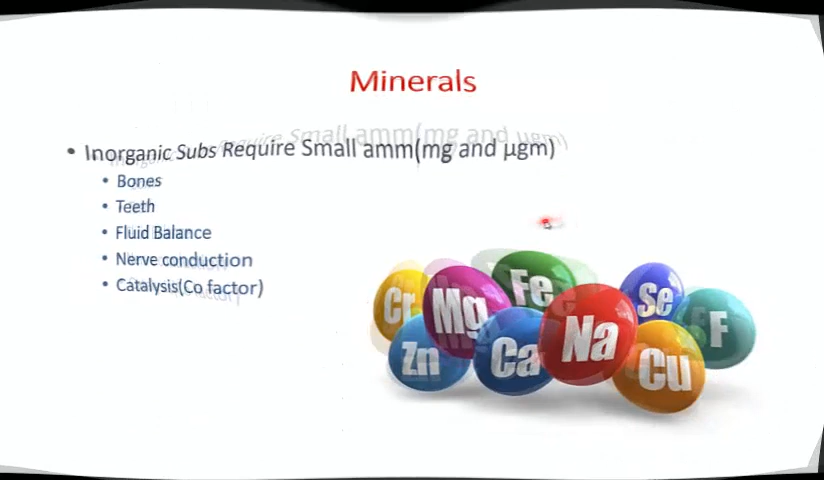 Minerals
• Inorganic Subs Require Small amm(mg and µgm)
• Bones
• Teeth
• Fluid Balance
• Nerve conduction
• Catalysis(Co factor)
Cr Mg Fe Se F
Zn Ca Na Cu